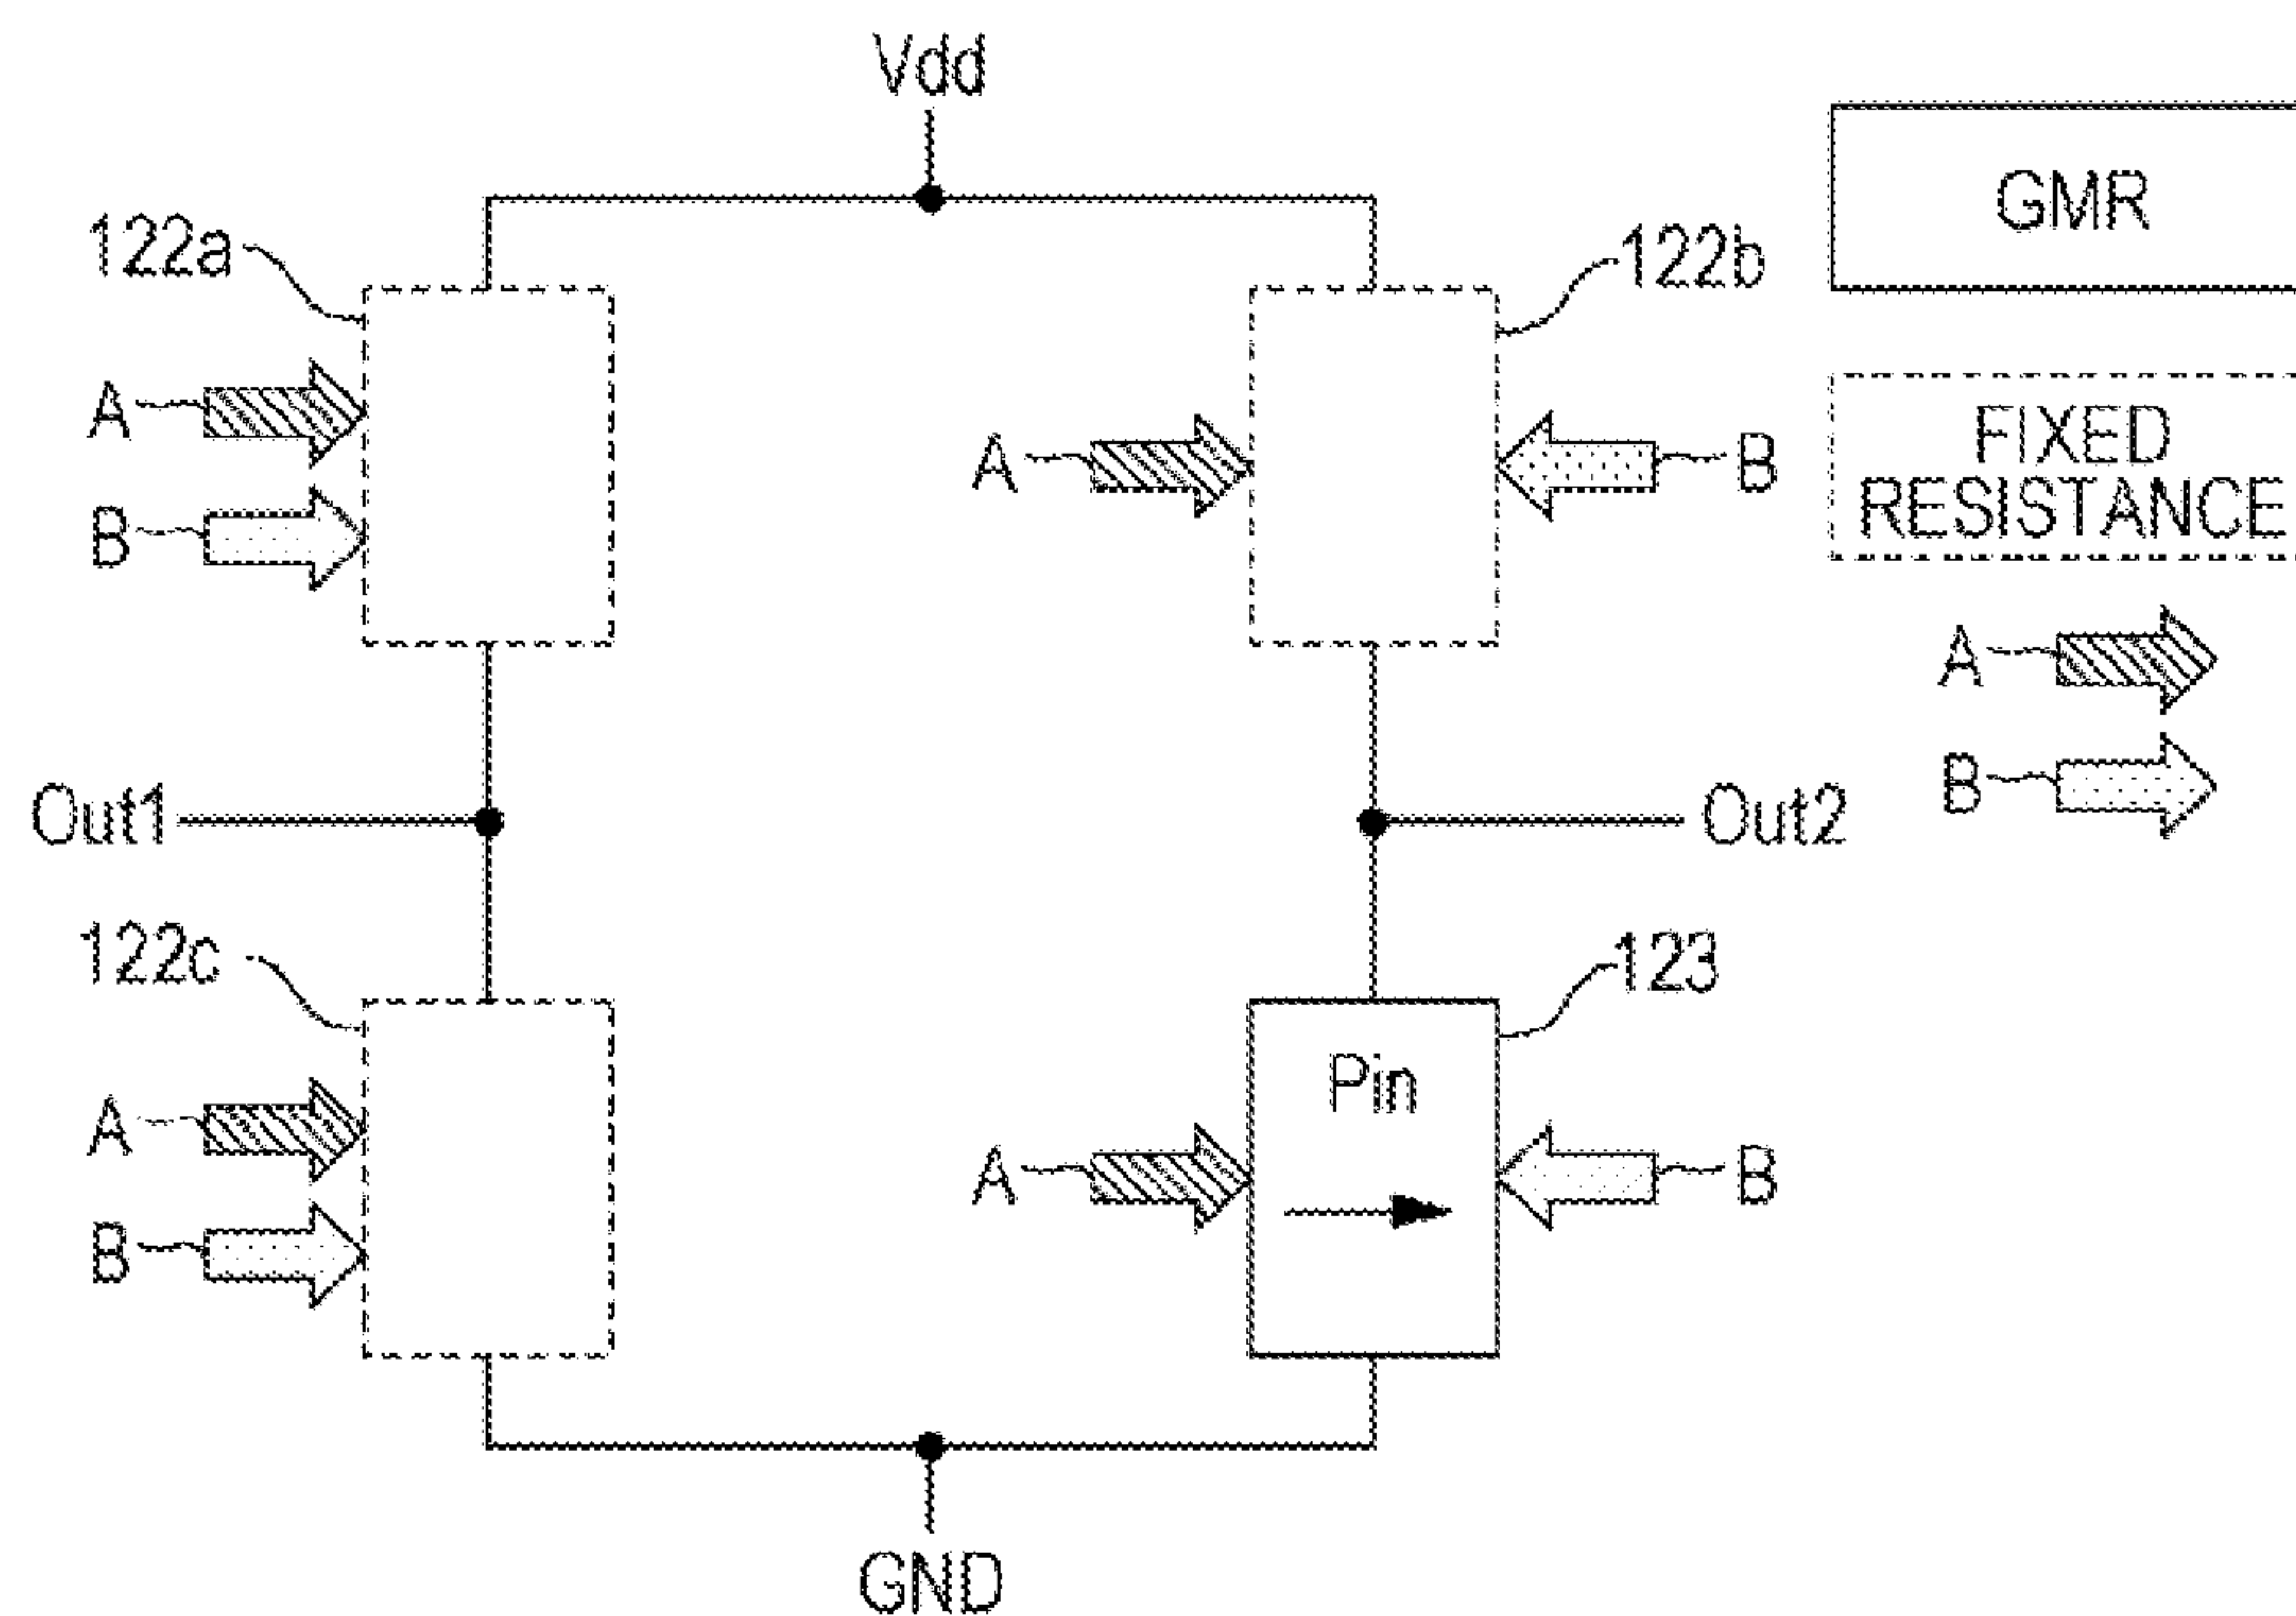 Vdd
GMR
122a
122b
FIXED
RESISTANCE
A
B
A
B
A
B
Out1
Out2
122c
123
Pin
A
B
A
B
GND